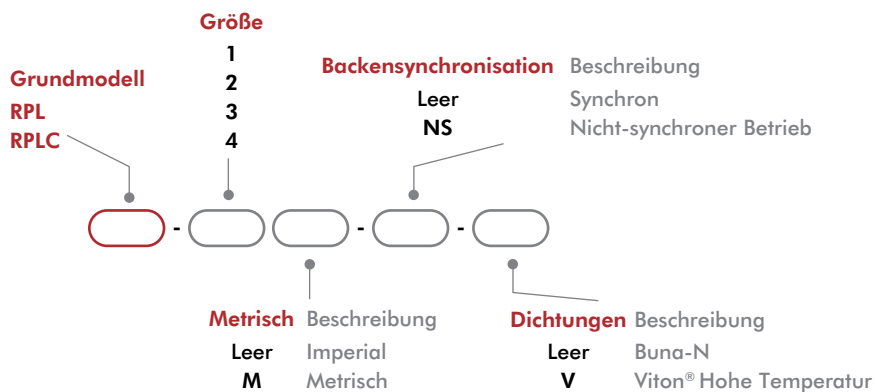 Größe
1
2
3
4
Grundmodell
RPL
RPLC
Backensynchronisation Beschreibung
Leer Synchron
NS Nicht-synchroner Betrieb
- - -
Metrisch Beschreibung
Leer Imperial
M Metrisch
Dichtungen Beschreibung
Leer Buna-N
V Viton® Hohe Temperatur